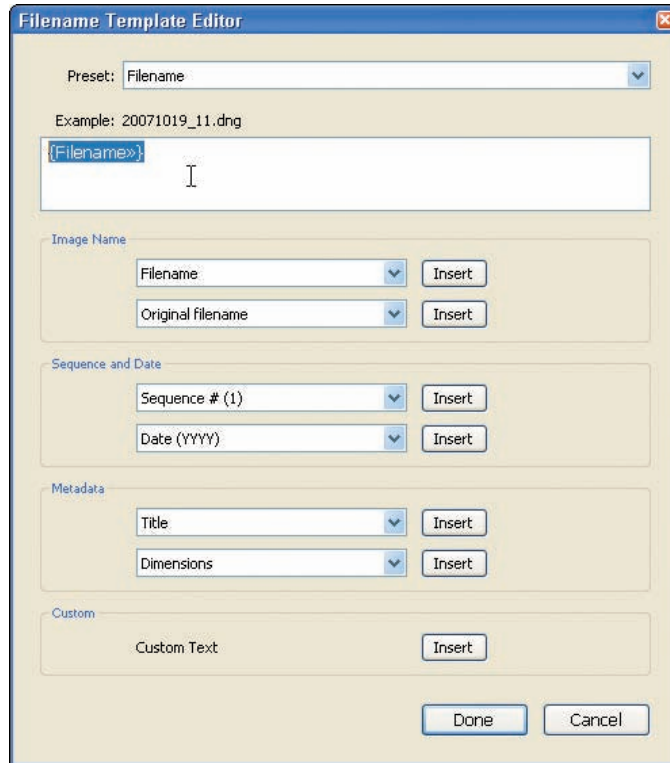 Filename Template Editor
Preset: Filename
Example: 20071019_11.dng
{Filename»}
Image Name
Filename Insert
Original filename Insert
Sequence and Date
Sequence # (1) Insert
Date (YYYY) Insert
Metadata
Title Insert
Dimensions Insert
Custom
Custom Text Insert
Done Cancel